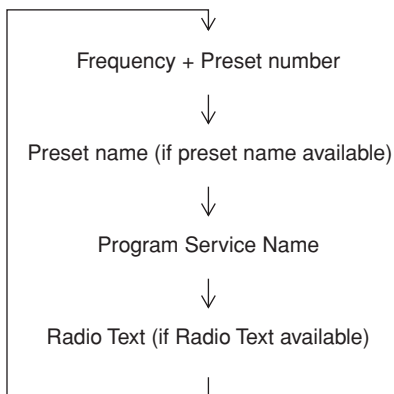 Frequency + Preset number
Preset name (if preset name available)
Program Service Name
Radio Text (if Radio Text available)